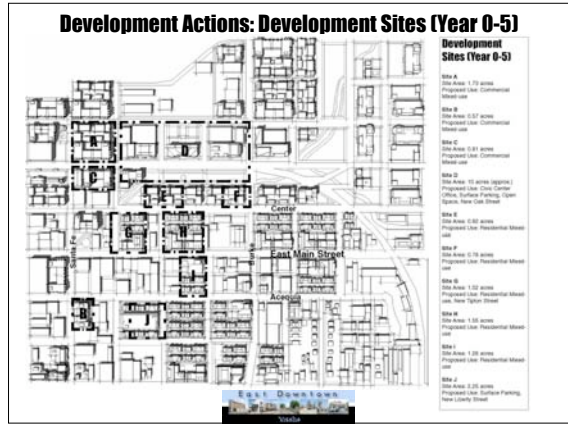 Development Actions: Development Sites (Year 0-5)
Development
Sites (Year 0-5)
Site A
Site Area: 1.73 acres
Proposed Use: Commercial
Mixed-use
Site B
Site Area: 0.57 acres
Proposed Use: Commercial
Mixed-use
Site C
Site Area: 0.81 acres
Proposed Use: Commercial
Mixed-use
Site D
Site Area: 10 acres (approx.)
Proposed Use: Civic Center
Office, Surface Parking, Open
Space, New Oak Street
Site E
Site Area: 0.92 acres
Proposed Use: Residential Mixed-
use
Site F
Site Area: 0.78 acres
Proposed Use: Residential Mixed-
use
Site G
Site Area: 1.52 acres
Proposed Use: Residential Mixed-
use, New Tipton Street
Site H
Site Area: 1.55 acres
Proposed Use: Residential Mixed-
use
Site I
Site Area: 1.28 acres
Proposed Use: Residential Mixed-
use
Site J
Site Area: 2.25 acres
Proposed Use: Surface Parking,
New Liberty Street
A
D
C
E
F
Center
G
H
Santa Fe
Burke
East Main Street
I
Acequia
B
J
East Downtown
Visalia